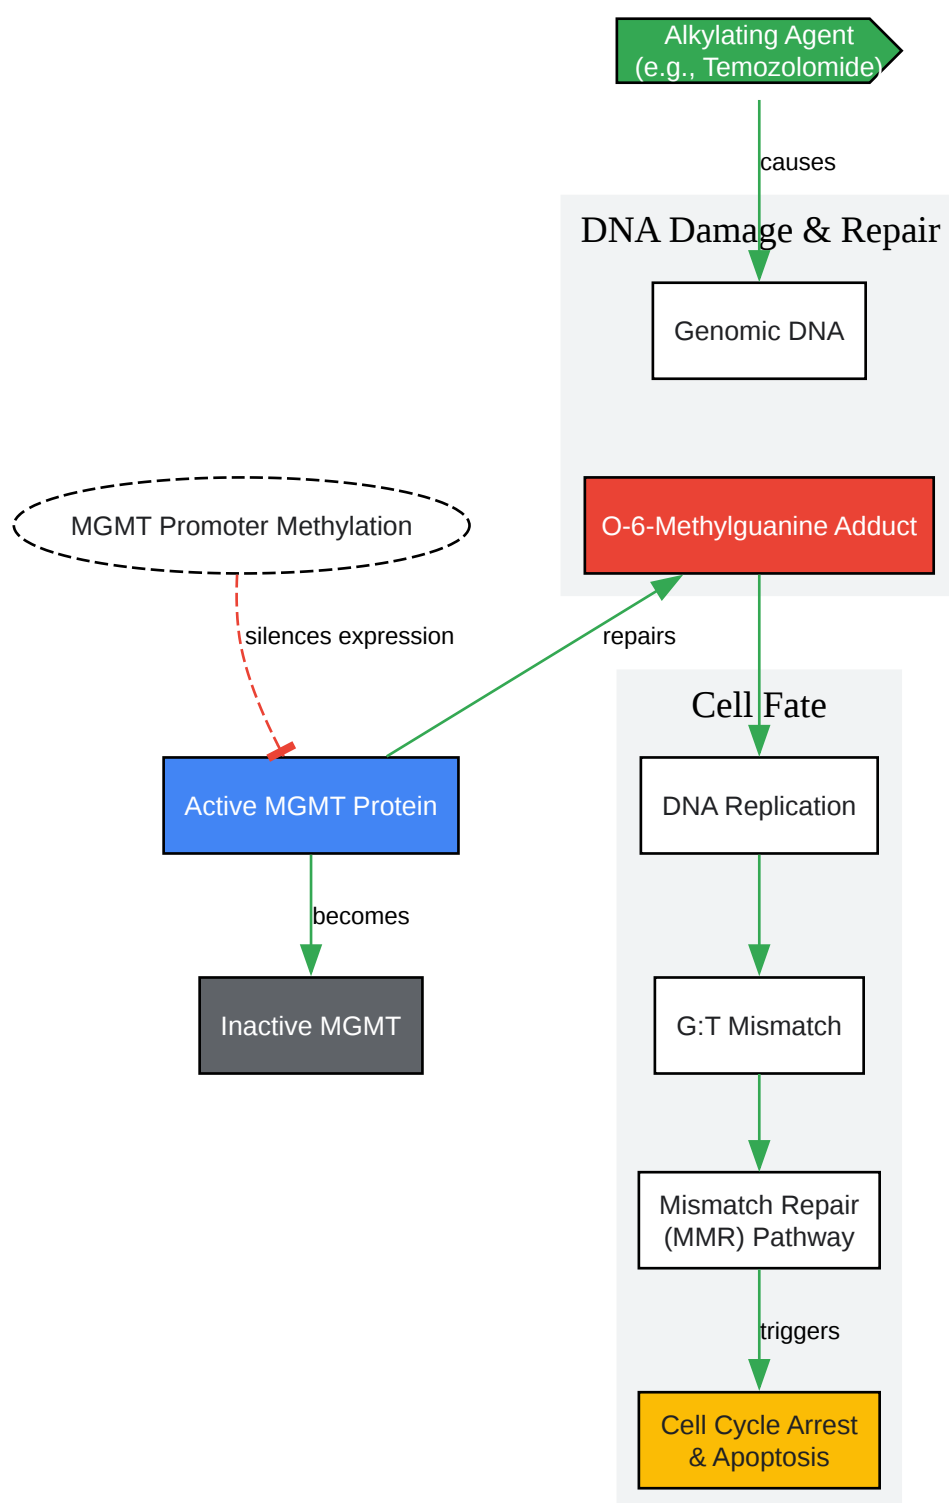 Alkylating Agent
(e.g., Temozolomide)
causes
DNA Damage & Repair
Genomic DNA
MGMT Promoter Methylation
O-6-Methylguanine Adduct
silences expression
repairs
Cell Fate
Active MGMT Protein
DNA Replication
becomes
Inactive MGMT
G:T Mismatch
Mismatch Repair
(MMR) Pathway
triggers
Cell Cycle Arrest
& Apoptosis